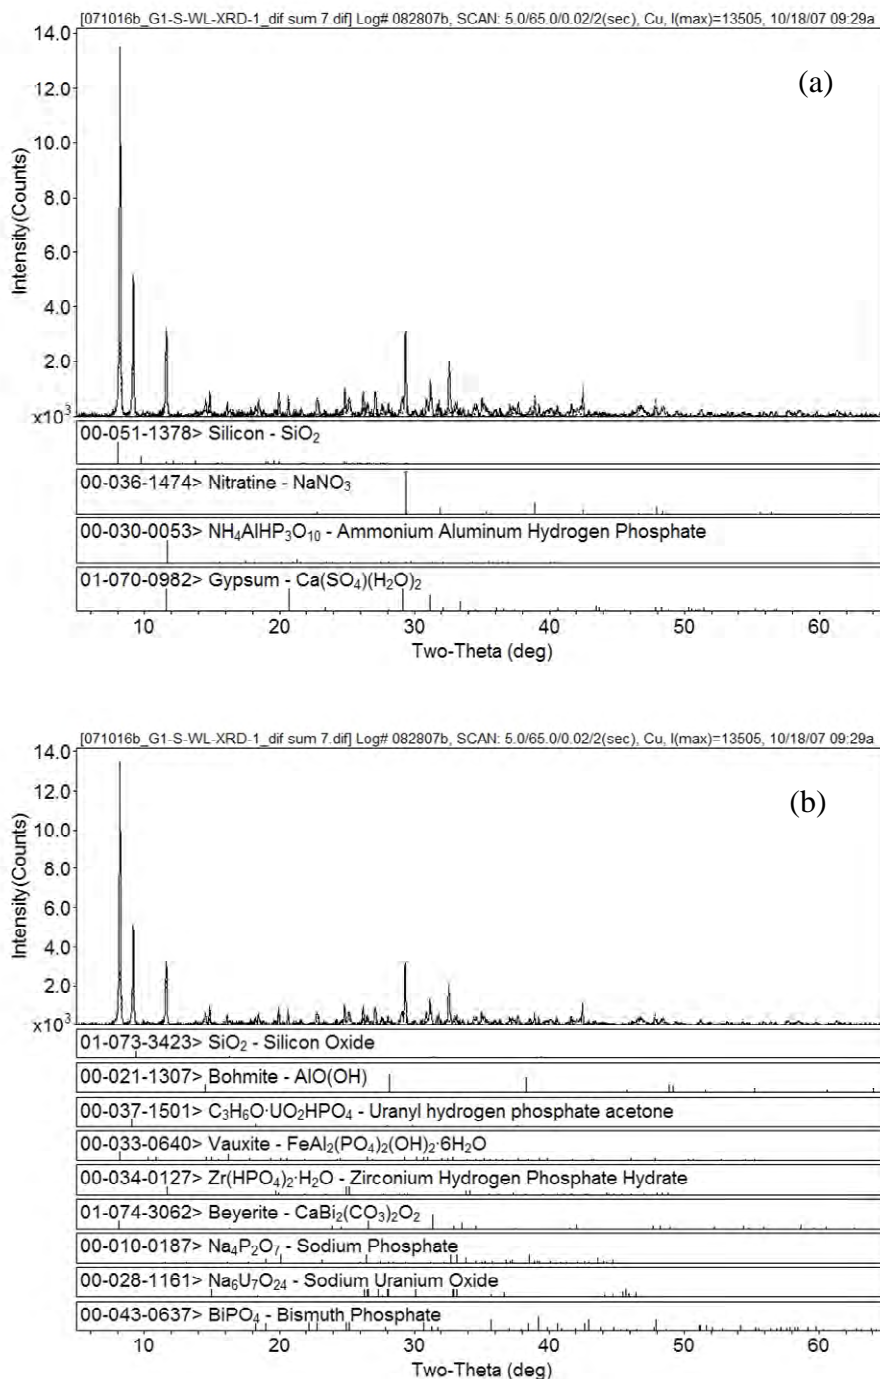 [071016b_G1-S-WL-XRD-1_dif sum 7.dif] Log# 082807b, SCAN: 5.0/65.0/0.02/2(sec), Cu, I(max)=13505, 10/18/07 09:29a
(a)
14.0
12.0
10.0
8.0
6.0
4.0
2.0
x10³
Intensity(Counts)
00-051-1378> Silicon - SiO₂
00-036-1474> Nitratine - NaNO₃
00-030-0053> NH₄AlHP₃O₁₀ - Ammonium Aluminum Hydrogen Phosphate
01-070-0982> Gypsum - Ca(SO₄)(H₂O)₂
10 20 30 40 50 60
Two-Theta (deg)
[071016b_G1-S-WL-XRD-1_dif sum 7.dif] Log# 082807b, SCAN: 5.0/65.0/0.02/2(sec), Cu, I(max)=13505, 10/18/07 09:29a
(b)
14.0
12.0
10.0
8.0
6.0
4.0
2.0
x10³
Intensity(Counts)
01-073-3423> SiO₂ - Silicon Oxide
00-021-1307> Bohmite - AlO(OH)
00-037-1501> C₃H₆O·UO₂HPO₄ - Uranyl hydrogen phosphate acetone
00-033-0640> Vauxite - FeAl₂(PO₄)₂(OH)₂·6H₂O
00-034-0127> Zr(HPO₄)₂·H₂O - Zirconium Hydrogen Phosphate Hydrate
01-074-3062> Beyerite - CaBi₂(CO₃)₂O₂
00-010-0187> Na₄P₂O₇ - Sodium Phosphate
00-028-1161> Na₆U₇O₂₄ - Sodium Uranium Oxide
00-043-0637> BiPO₄ - Bismuth Phosphate
10 20 30 40 50 60
Two-Theta (deg)